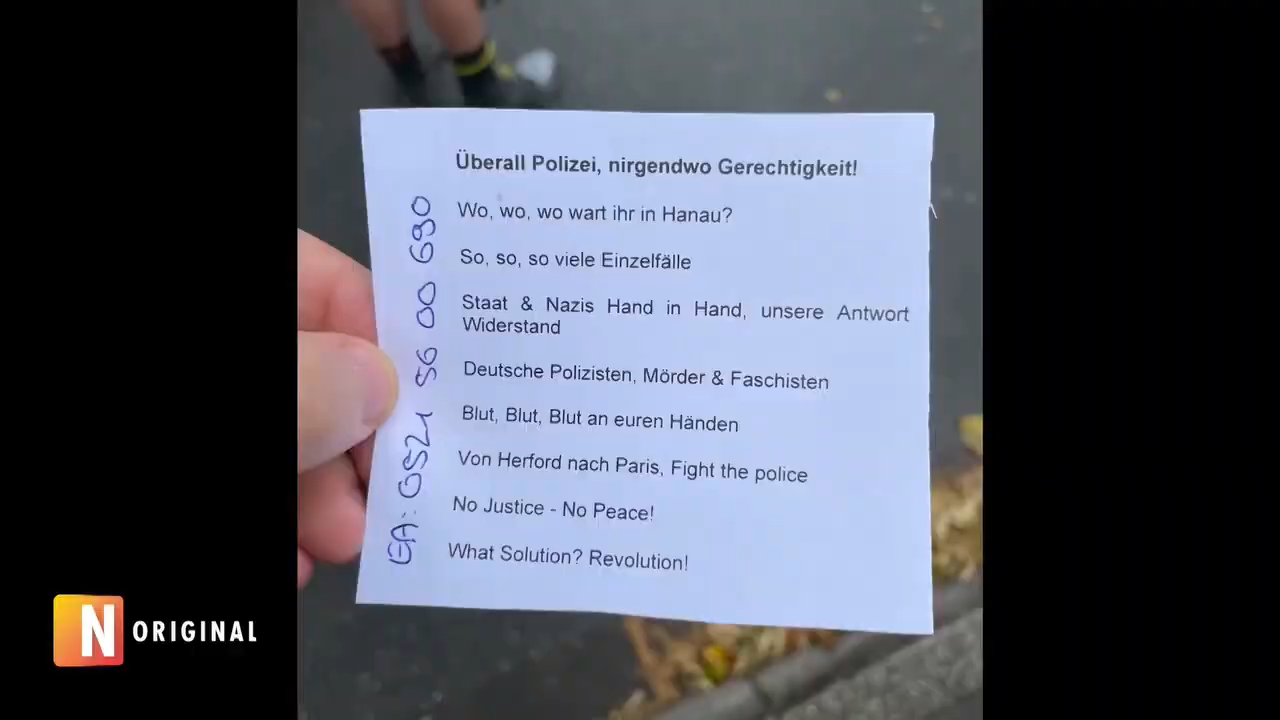 Überall Polizei, nirgendwo Gerechtigkeit!
Wo, wo, wo wart ihr in Hanau?
So, so, so viele Einzelfälle
Staat & Nazis Hand in Hand, unsere Antwort
Widerstand
Deutsche Polizisten, Mörder & Faschisten
Blut, Blut, Blut an euren Händen
Von Herford nach Paris, Fight the police
No Justice - No Peace!
What Solution? Revolution!
EA: 0521 56 00 690
N ORIGINAL